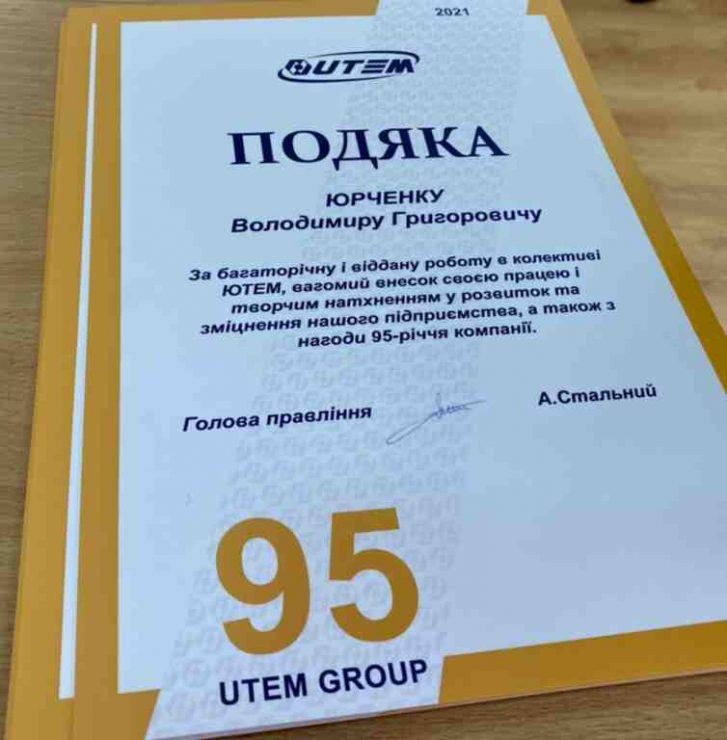 2021
UTEM
ПОДЯКА
ЮРЧЕНКУ
Володимиру Григоровичу
За багаторічну і віддану роботу в колективі
ЮТЕМ, вагомий внесок своєю працею і
творчим натхненням у розвиток та
зміцнення нашого підприємства, а також з
нагоди 95-річчя компанії.
Голова правління
А.Стальний
95
UTEM GROUP